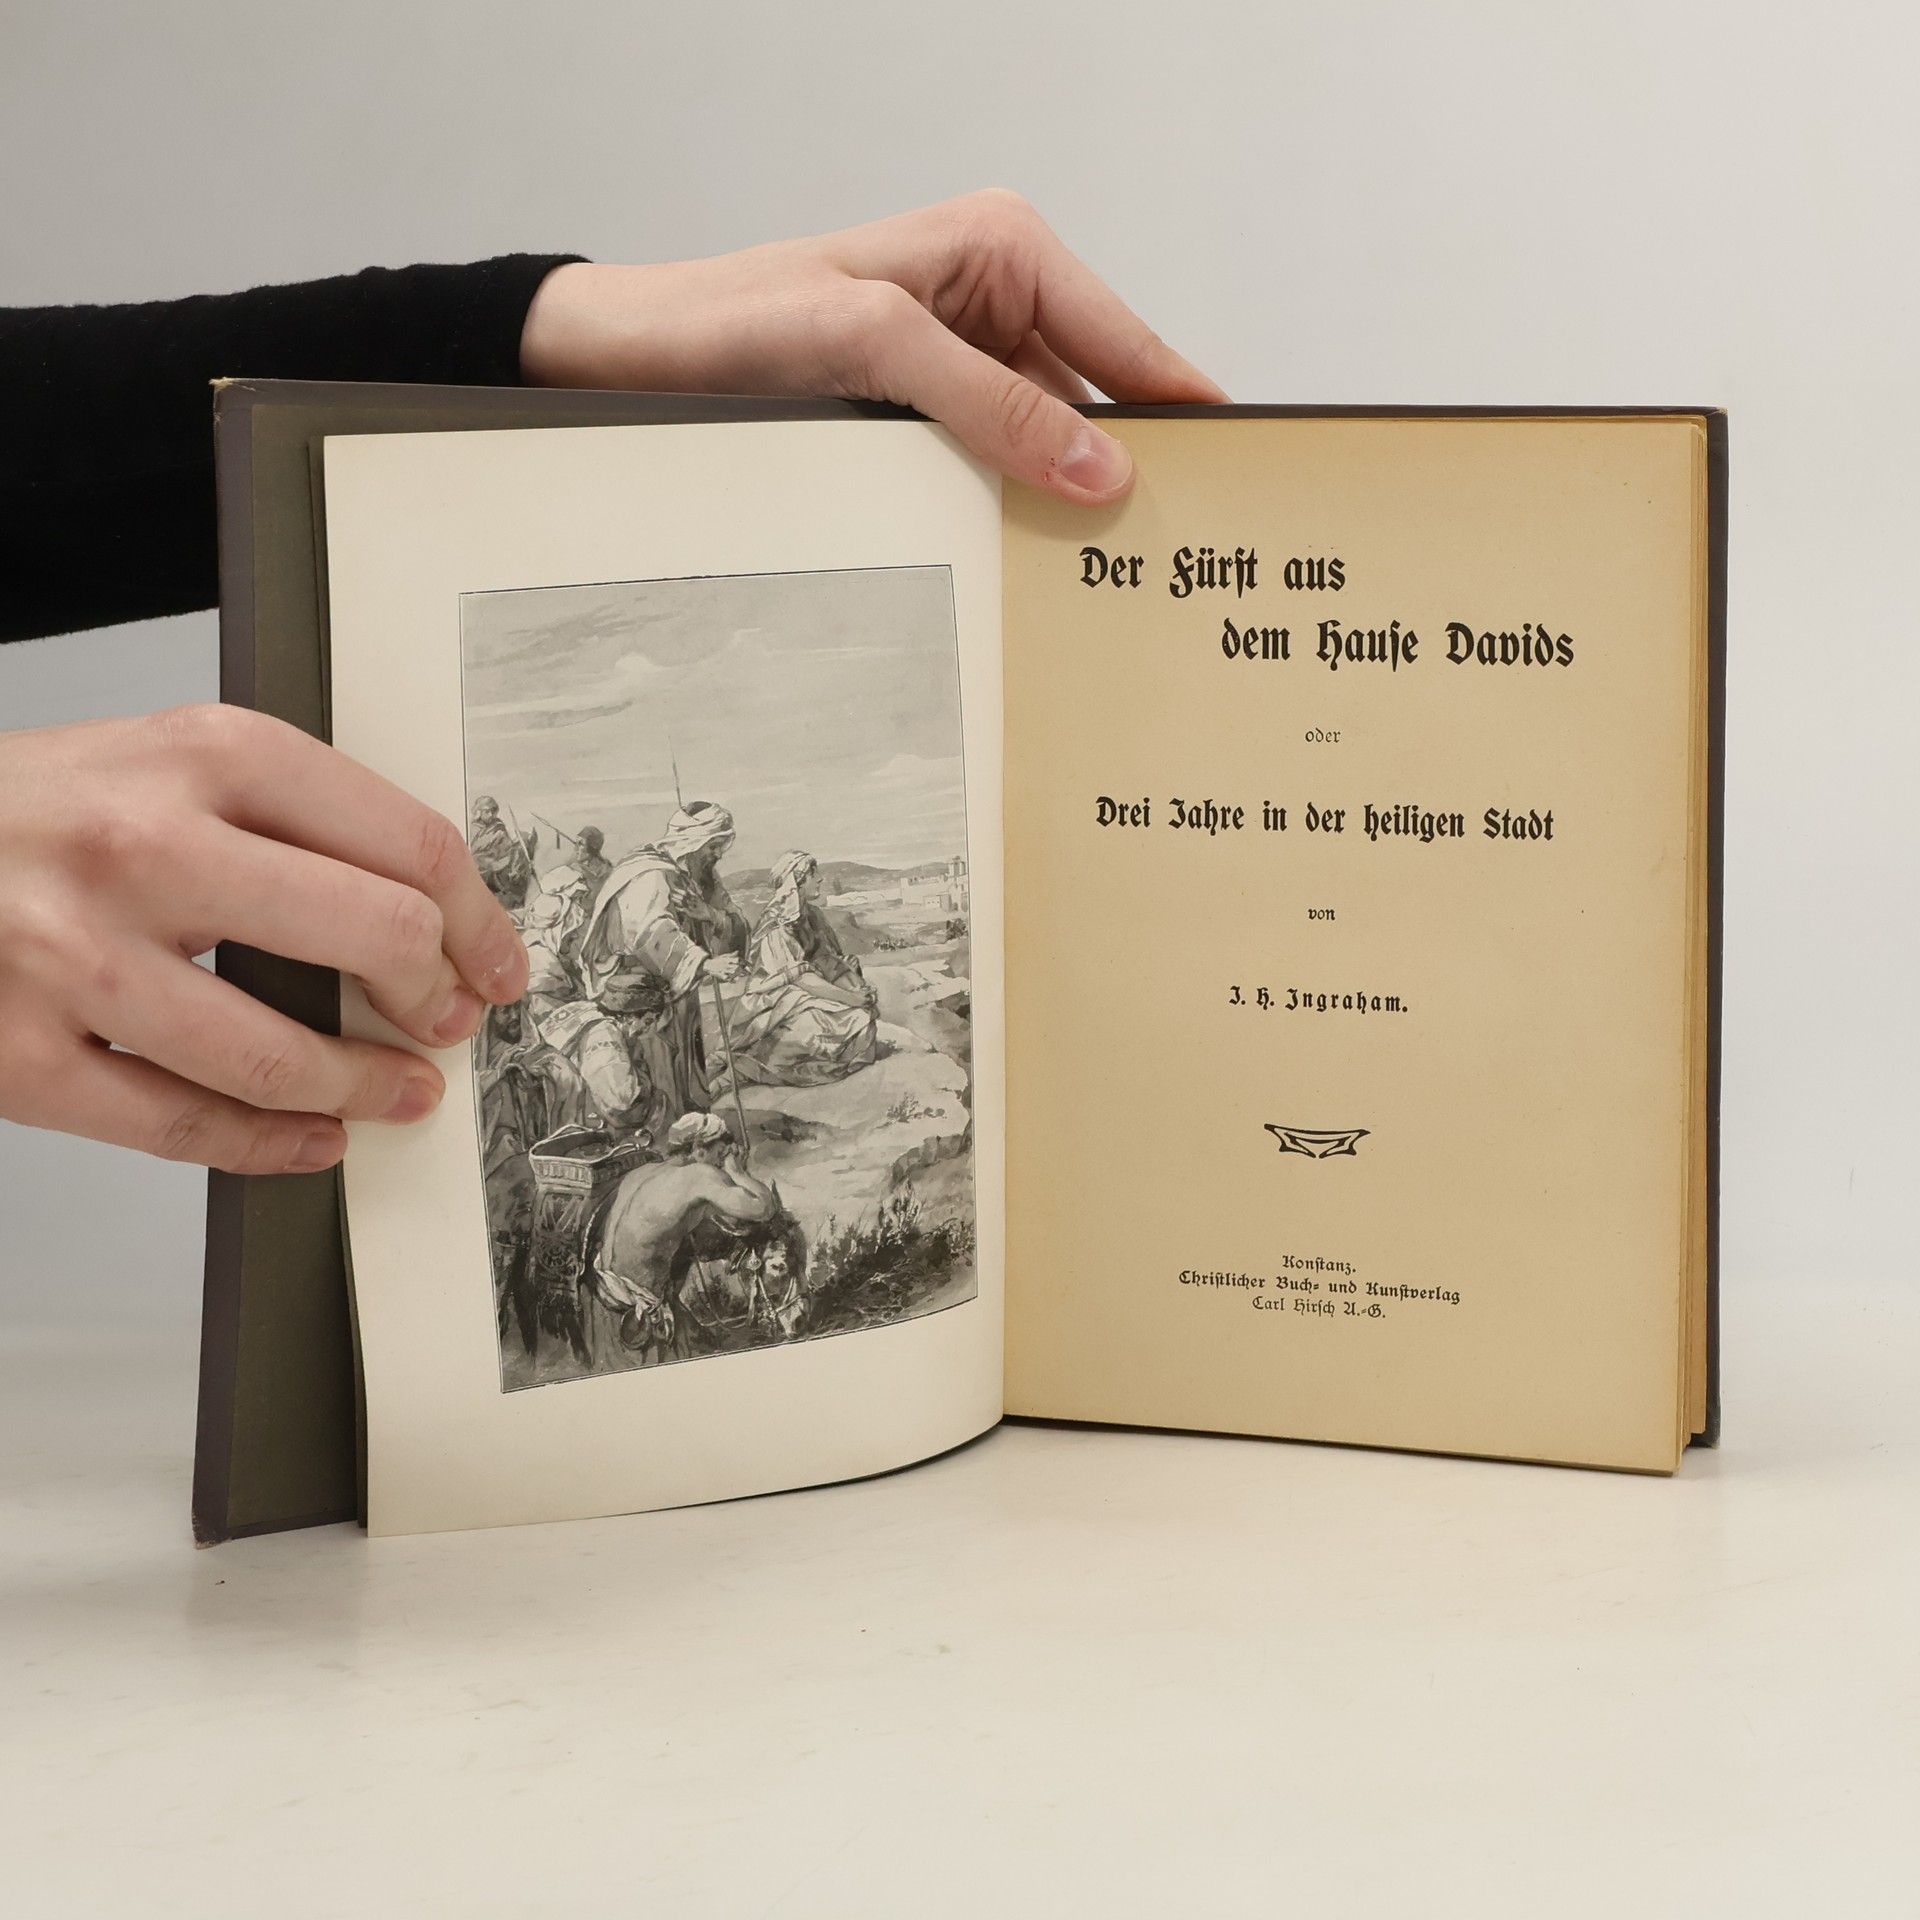 Der Fürſt aus
dem Hauſe Davids
oder
Drei Jahre in der heiligen Stadt
von
J. H. Ingraham.
Konſtanz.
Chriſtlicher Buch- und Kunſtverlag
Carl Hirſch A.-G.